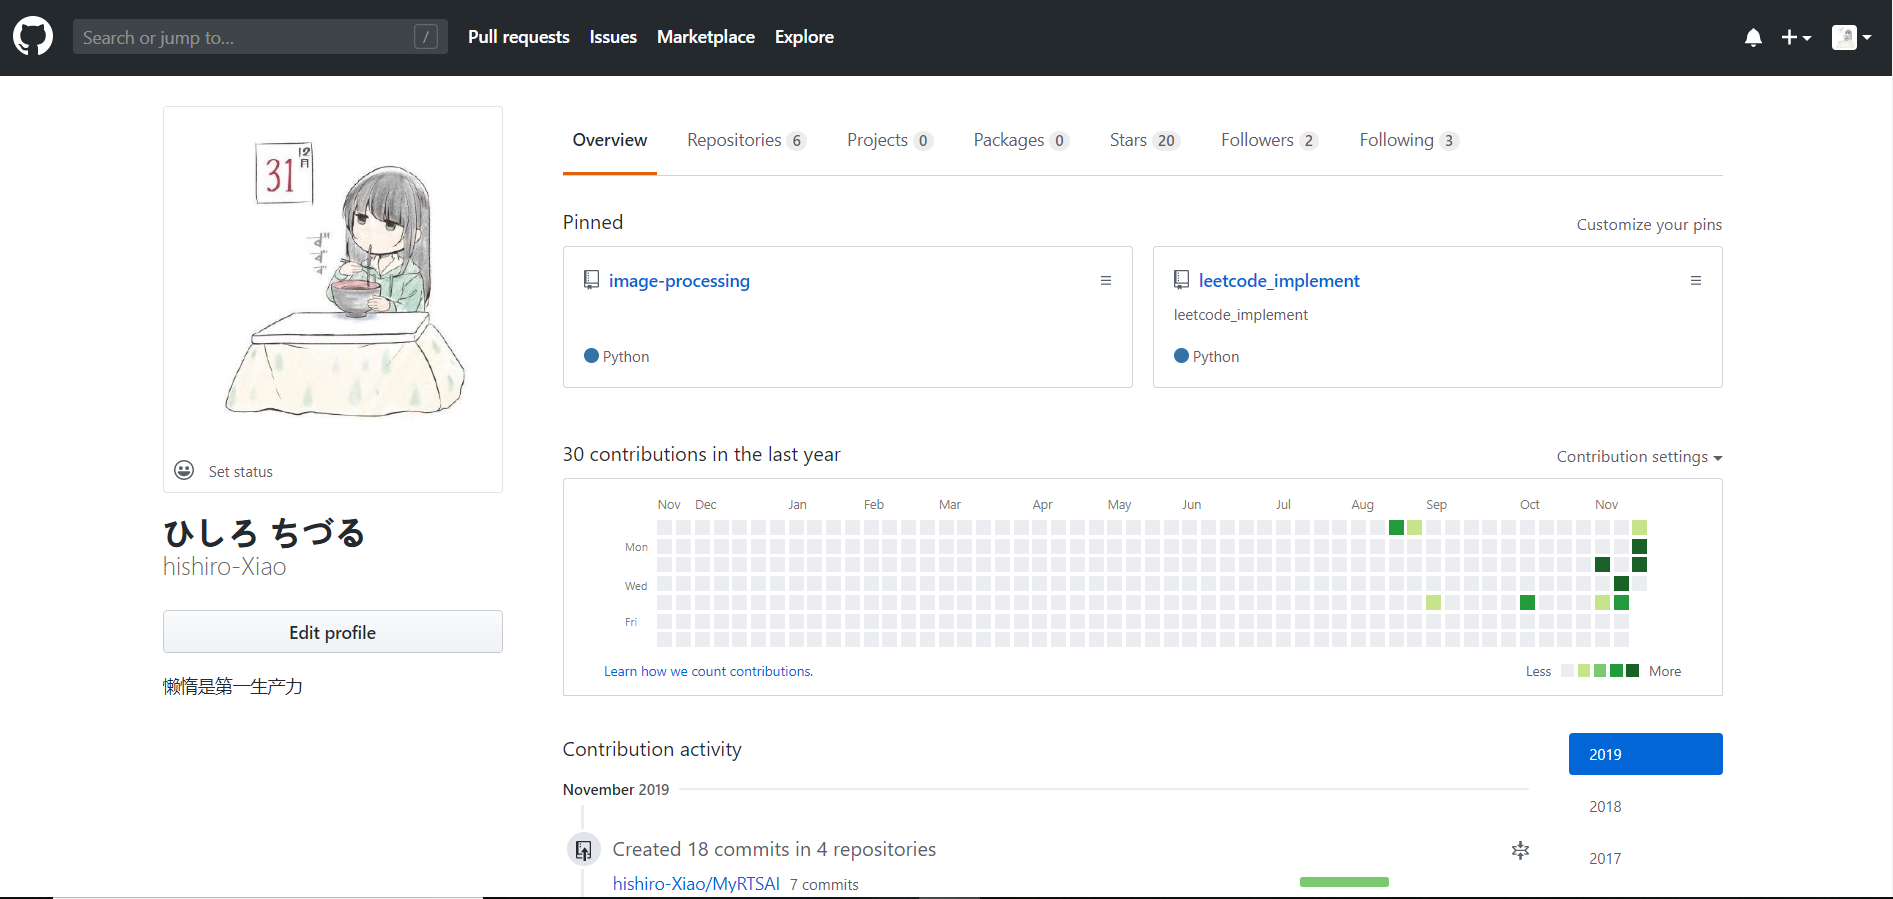 Search or jump to... /
Pull requests Issues Marketplace Explore
12月
31
ずずず
Set status
ひしろ ちづる
hishiro-Xiao
Edit profile
懒惰是第一生产力
Overview Repositories 6 Projects 0 Packages 0 Stars 20 Followers 2 Following 3
Pinned
Customize your pins
image-processing
Python
leetcode_implement
leetcode_implement
Python
30 contributions in the last year
Contribution settings
Nov Dec Jan Feb Mar Apr May Jun Jul Aug Sep Oct Nov
Mon
Wed
Fri
Learn how we count contributions.
Less More
Contribution activity
2019
2018
2017
November 2019
Created 18 commits in 4 repositories
hishiro-Xiao/MyRTSAI 7 commits